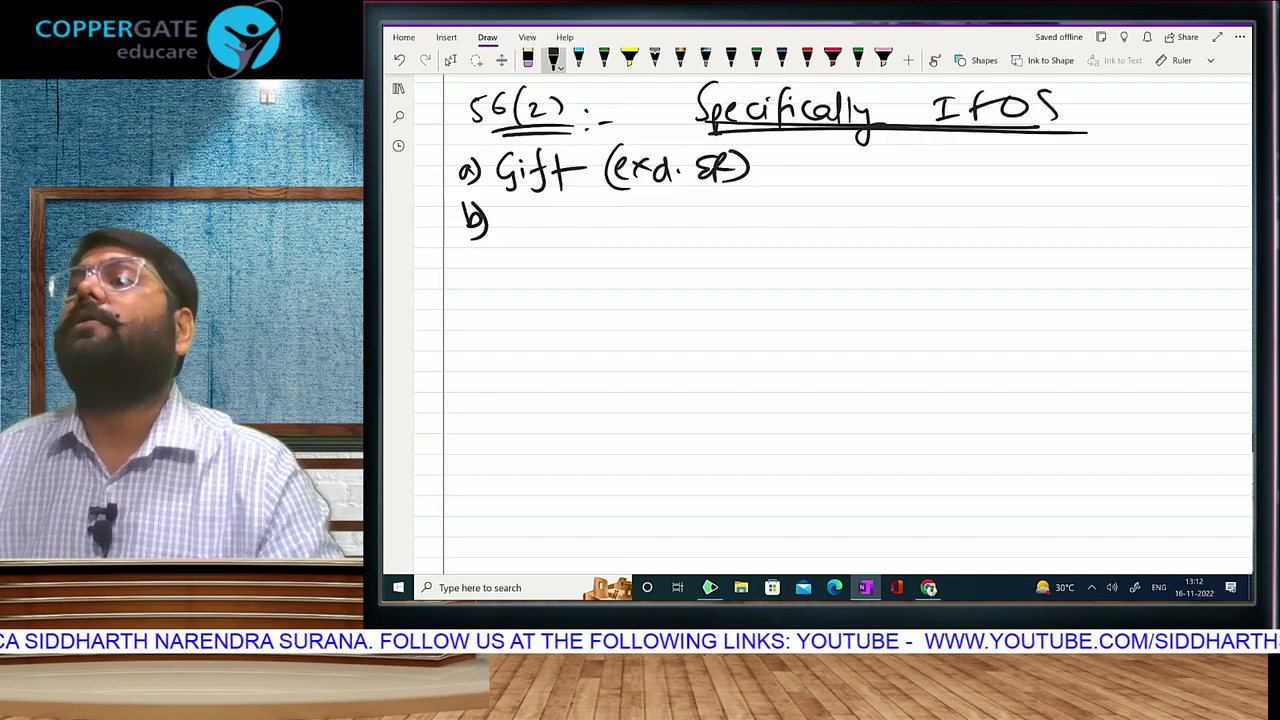 COPPERGATE
educare
Home Insert Draw View Help
Saved offline
Share
Shapes
Ink to Shape
Ink to Text
Ruler
56(2) :- Specifically IFOS
a) Gift (exd. SR)
b)
Type here to search
30°C
ENG
13:12
16-11-2022
CA SIDDHARTH NARENDRA SURANA. FOLLOW US AT THE FOLLOWING LINKS: YOUTUBE - WWW.YOUTUBE.COM/SIDDHARTH